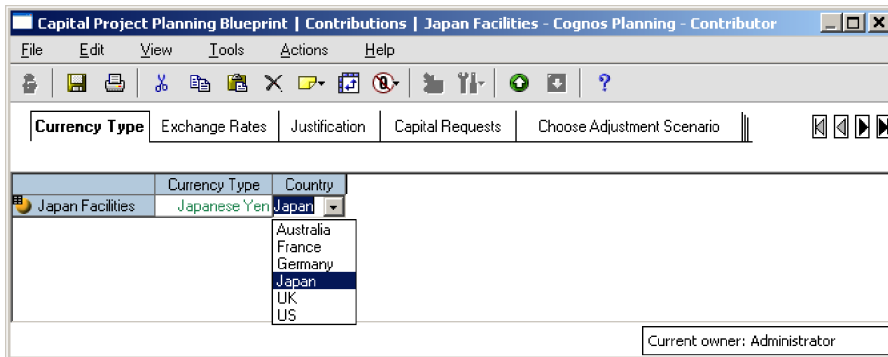 Capital Project Planning Blueprint | Contributions | Japan Facilities - Cognos Planning - Contributor
File Edit View Tools Actions Help
Currency Type Exchange Rates Justification Capital Requests Choose Adjustment Scenario
Currency Type Country
Japan Facilities Japanese Yen Japan
Australia
France
Germany
Japan
UK
US
Current owner: Administrator